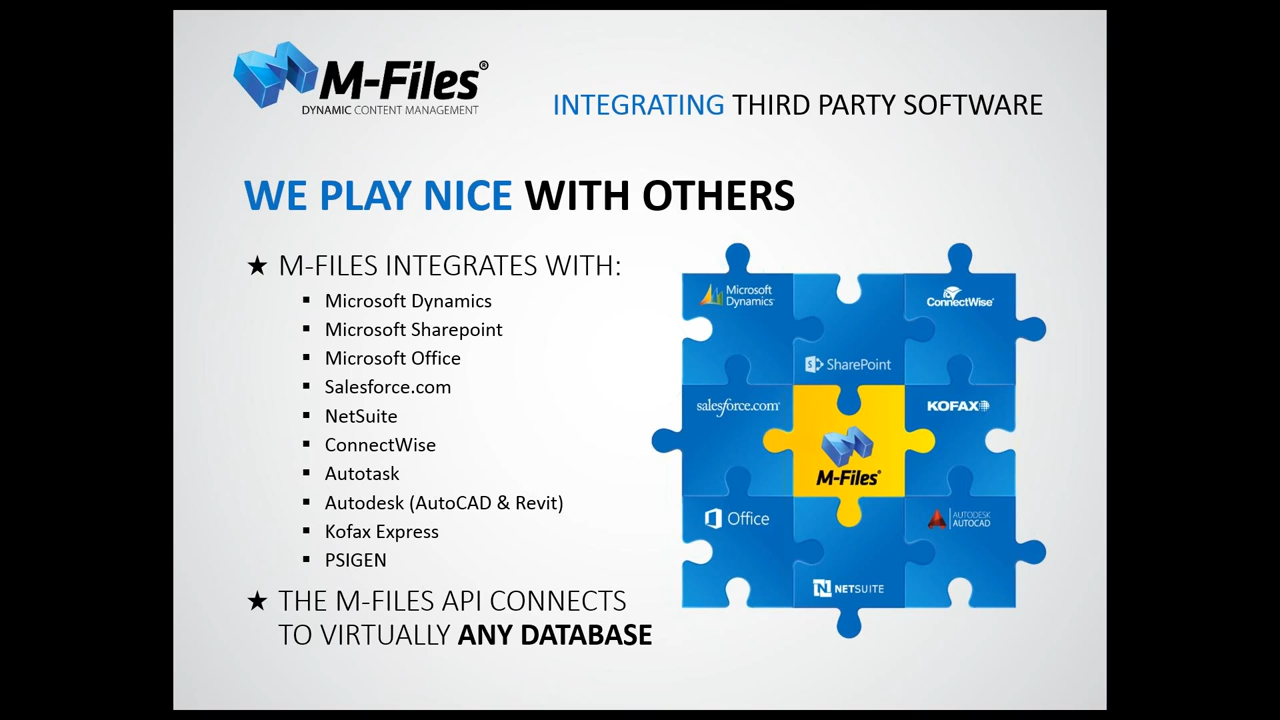 M-Files®
DYNAMIC CONTENT MANAGEMENT
INTEGRATING THIRD PARTY SOFTWARE
WE PLAY NICE WITH OTHERS
★ M-FILES INTEGRATES WITH:
▪ Microsoft Dynamics
▪ Microsoft Sharepoint
▪ Microsoft Office
▪ Salesforce.com
▪ NetSuite
▪ ConnectWise
▪ Autotask
▪ Autodesk (AutoCAD & Revit)
▪ Kofax Express
▪ PSIGEN
★ THE M-FILES API CONNECTS
TO VIRTUALLY ANY DATABASE
Microsoft
Dynamics
SharePoint
ConnectWise
salesforce.com
M-Files®
KOFAX
Office
NETSUITE
AUTODESK
AUTOCAD